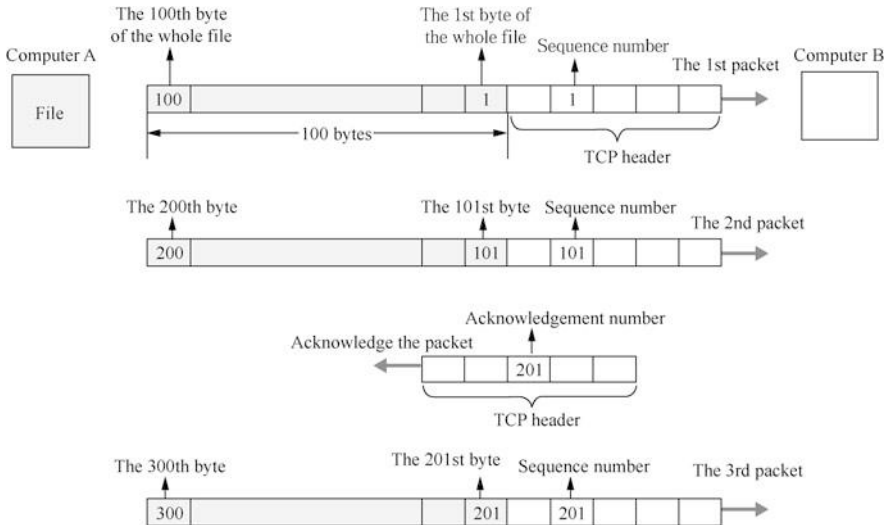 The 100th byte
of the whole file
The 1st byte of
the whole file
Sequence number
Computer A
The 1st packet
Computer B
File
100
1
1
100 bytes
TCP header
The 200th byte
The 101st byte
Sequence number
The 2nd packet
200
101
101
Acknowledgement number
Acknowledge the packet
201
TCP header
The 300th byte
The 201st byte
Sequence number
The 3rd packet
300
201
201